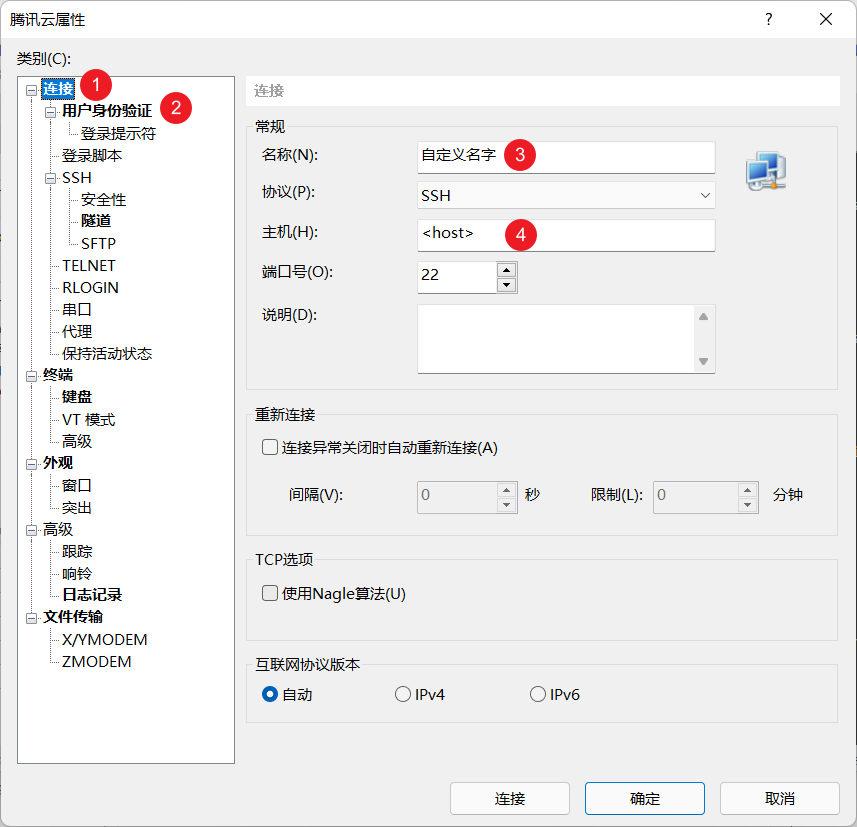 腾讯云属性
类别(C):
连接 1
用户身份验证 2
登录提示符
登录脚本
SSH
安全性
隧道
SFTP
TELNET
RLOGIN
串口
代理
保持活动状态
终端
键盘
VT 模式
高级
外观
窗口
突出
高级
跟踪
响铃
日志记录
文件传输
X/YMODEM
ZMODEM
连接
常规
名称(N): 自定义名字 3
协议(P): SSH
主机(H): <host> 4
端口号(O): 22
说明(D):
重新连接
连接异常关闭时自动重新连接(A)
间隔(V): 0 秒 限制(L): 0 分钟
TCP选项
使用Nagle算法(U)
互联网协议版本
自动 IPv4 IPv6
连接 确定 取消